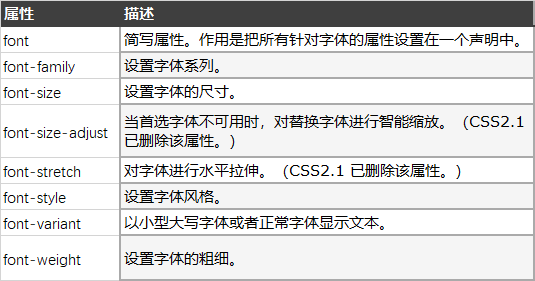 属性 描述
font 简写属性。作用是把所有针对字体的属性设置在一个声明中。
font-family 设置字体系列。
font-size 设置字体的尺寸。
font-size-adjust 当首选字体不可用时，对替换字体进行智能缩放。（CSS2.1
已删除该属性。）
font-stretch 对字体进行水平拉伸。（CSS2.1 已删除该属性。）
font-style 设置字体风格。
font-variant 以小型大写字体或者正常字体显示文本。
font-weight 设置字体的粗细。